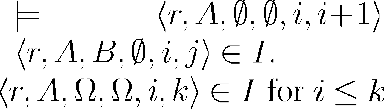 ⊨ ⟨r, A, ∅, ∅, i, i+1⟩
⟨r, A, B, ∅, i, j⟩ ∈ I.
⟨r, A, Ω, Ω, i, k⟩ ∈ I for i ≤ k